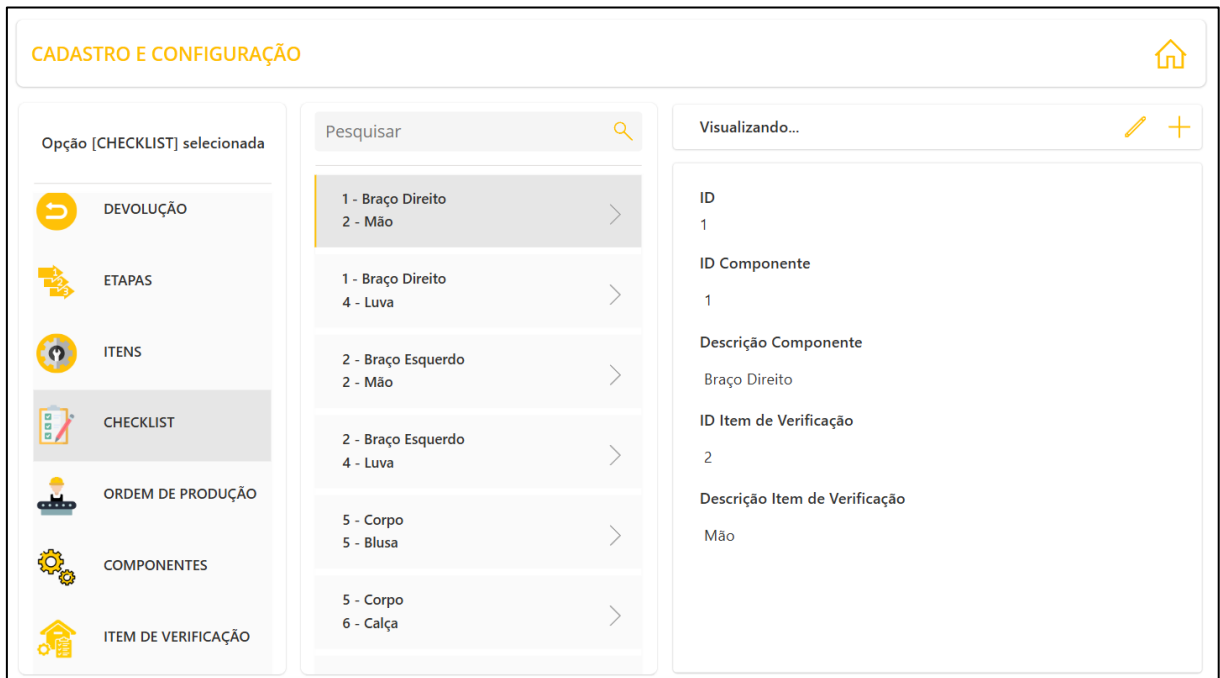 CADASTRO E CONFIGURAÇÃO
Opção [CHECKLIST] selecionada
DEVOLUÇÃO
1
2
3
ETAPAS
ITENS
CHECKLIST
ORDEM DE PRODUÇÃO
COMPONENTES
ITEM DE VERIFICAÇÃO
Pesquisar
1 - Braço Direito
2 - Mão
1 - Braço Direito
4 - Luva
2 - Braço Esquerdo
2 - Mão
2 - Braço Esquerdo
4 - Luva
5 - Corpo
5 - Blusa
5 - Corpo
6 - Calça
Visualizando...
ID
1
ID Componente
1
Descrição Componente
Braço Direito
ID Item de Verificação
2
Descrição Item de Verificação
Mão